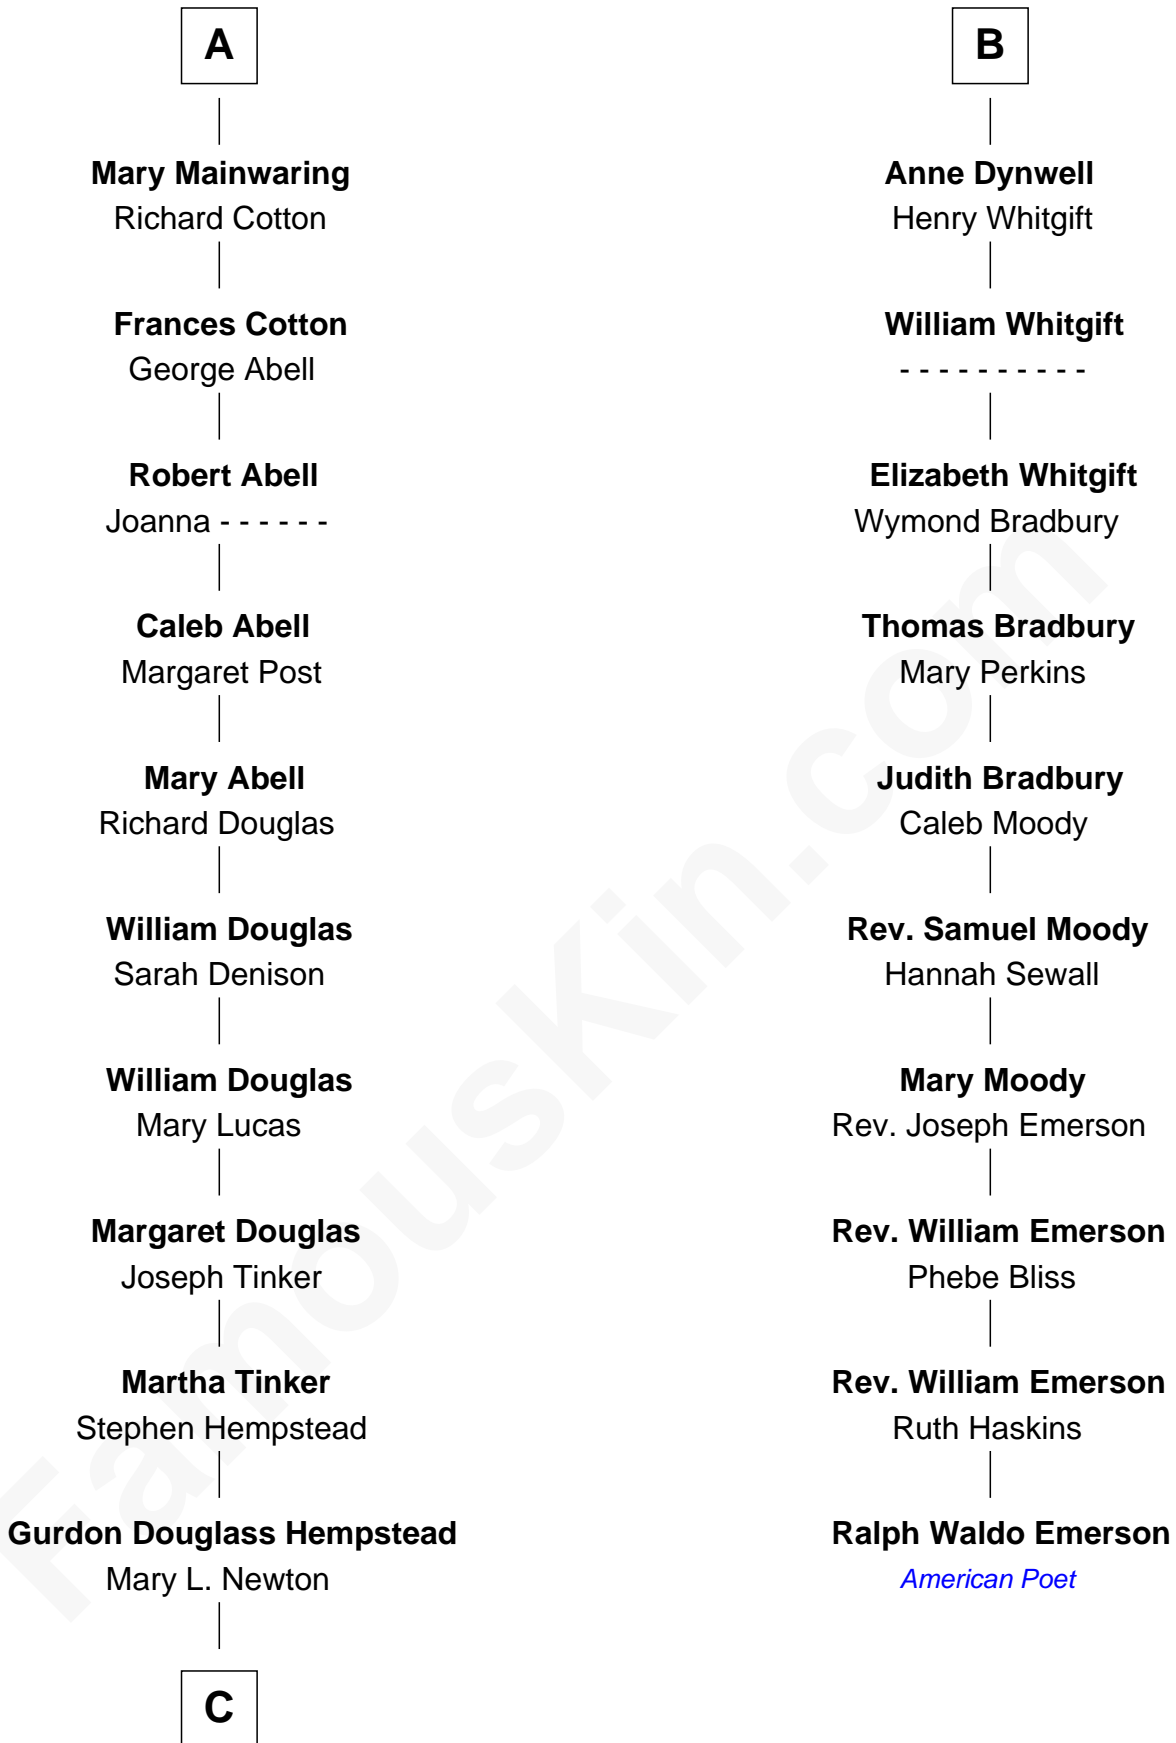 A
Mary Mainwaring
Richard Cotton
Frances Cotton
George Abell
Robert Abell
Joanna - - - - - -
Caleb Abell
Margaret Post
Mary Abell
Richard Douglas
William Douglas
Sarah Denison
William Douglas
Mary Lucas
Margaret Douglas
Joseph Tinker
Martha Tinker
Stephen Hempstead
Gurdon Douglass Hempstead
Mary L. Newton
C
B
Anne Dynwell
Henry Whitgift
William Whitgift
- - - - - - - - - -
Elizabeth Whitgift
Wymond Bradbury
Thomas Bradbury
Mary Perkins
Judith Bradbury
Caleb Moody
Rev. Samuel Moody
Hannah Sewall
Mary Moody
Rev. Joseph Emerson
Rev. William Emerson
Phebe Bliss
Rev. William Emerson
Ruth Haskins
Ralph Waldo Emerson
American Poet
FamousKin.com